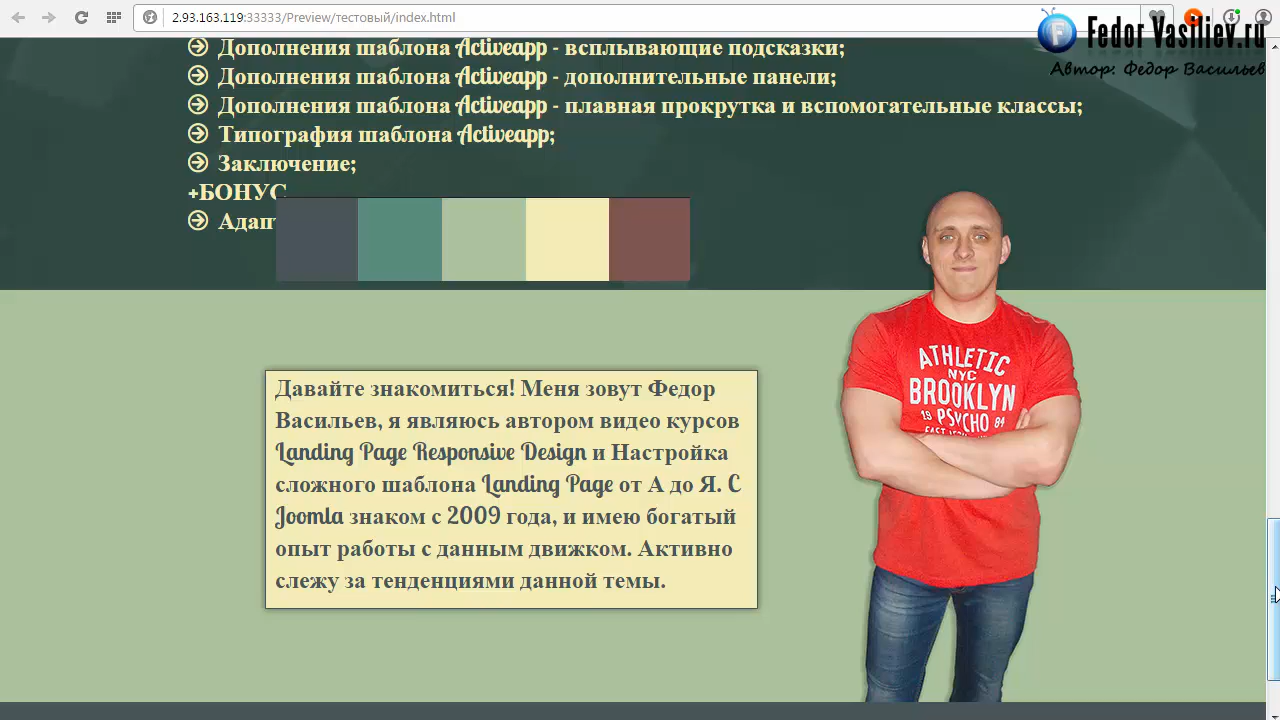 2.93.163.119:33333/Preview/тестовый/index.html
Fedor Vasiliev.ru
Автор: Федор Васильев
Дополнения шаблона Activeapp - всплывающие подсказки;
Дополнения шаблона Activeapp - дополнительные панели;
Дополнения шаблона Activeapp - плавная прокрутка и вспомогательные классы;
Типография шаблона Activeapp;
Заключение;
+БОНУС
ATHLETIC
NYC
BROOKLYN
19 PSYCHO 84
Давайте знакомиться! Меня зовут Федор
Васильев, я являюсь автором видео курсов
Landing Page Responsive Design и Настройка
сложного шаблона Landing Page от А до Я. С
Joomla знаком с 2009 года, и имею богатый
опыт работы с данным движком. Активно
слежу за тенденциями данной темы.